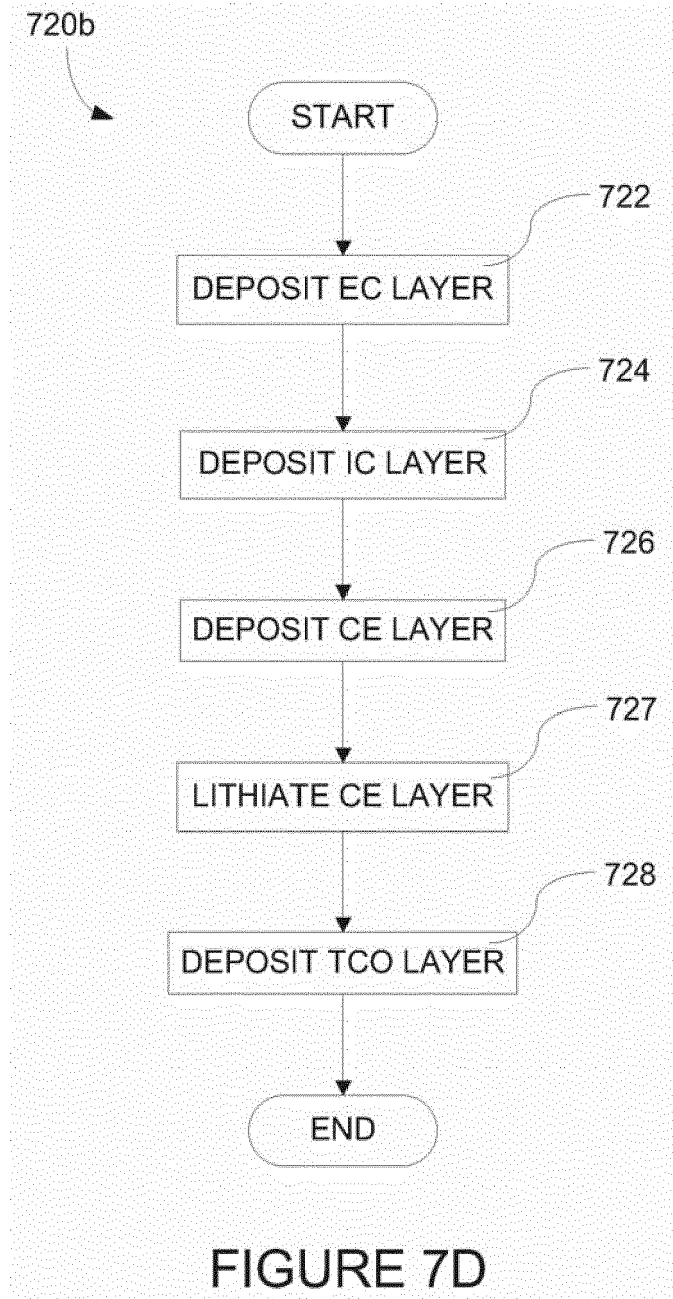 720b
START
722
DEPOSIT EC LAYER
724
DEPOSIT IC LAYER
726
DEPOSIT CE LAYER
727
LITHIATE CE LAYER
728
DEPOSIT TCO LAYER
END
FIGURE 7D